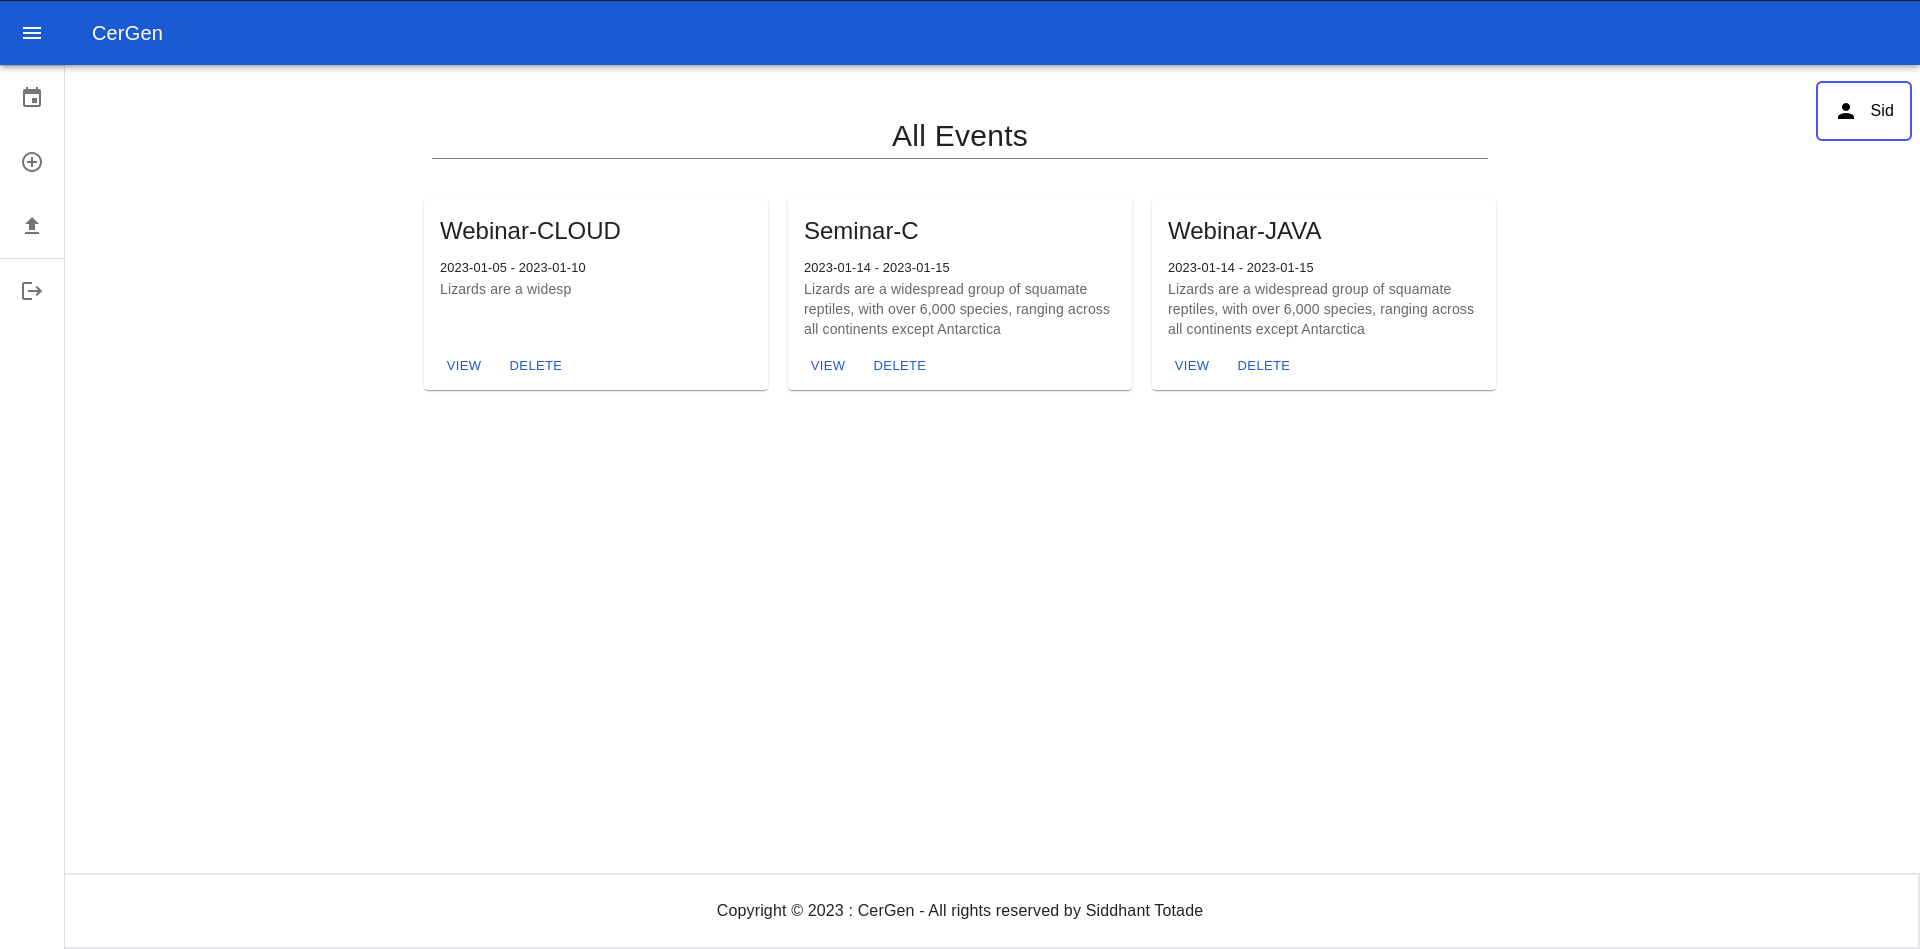 CerGen
Sid
All Events
Webinar-CLOUD
2023-01-05 - 2023-01-10
Lizards are a widesp
VIEW DELETE
Seminar-C
2023-01-14 - 2023-01-15
Lizards are a widespread group of squamate
reptiles, with over 6,000 species, ranging across
all continents except Antarctica
VIEW DELETE
Webinar-JAVA
2023-01-14 - 2023-01-15
Lizards are a widespread group of squamate
reptiles, with over 6,000 species, ranging across
all continents except Antarctica
VIEW DELETE
Copyright © 2023 : CerGen - All rights reserved by Siddhant Totade